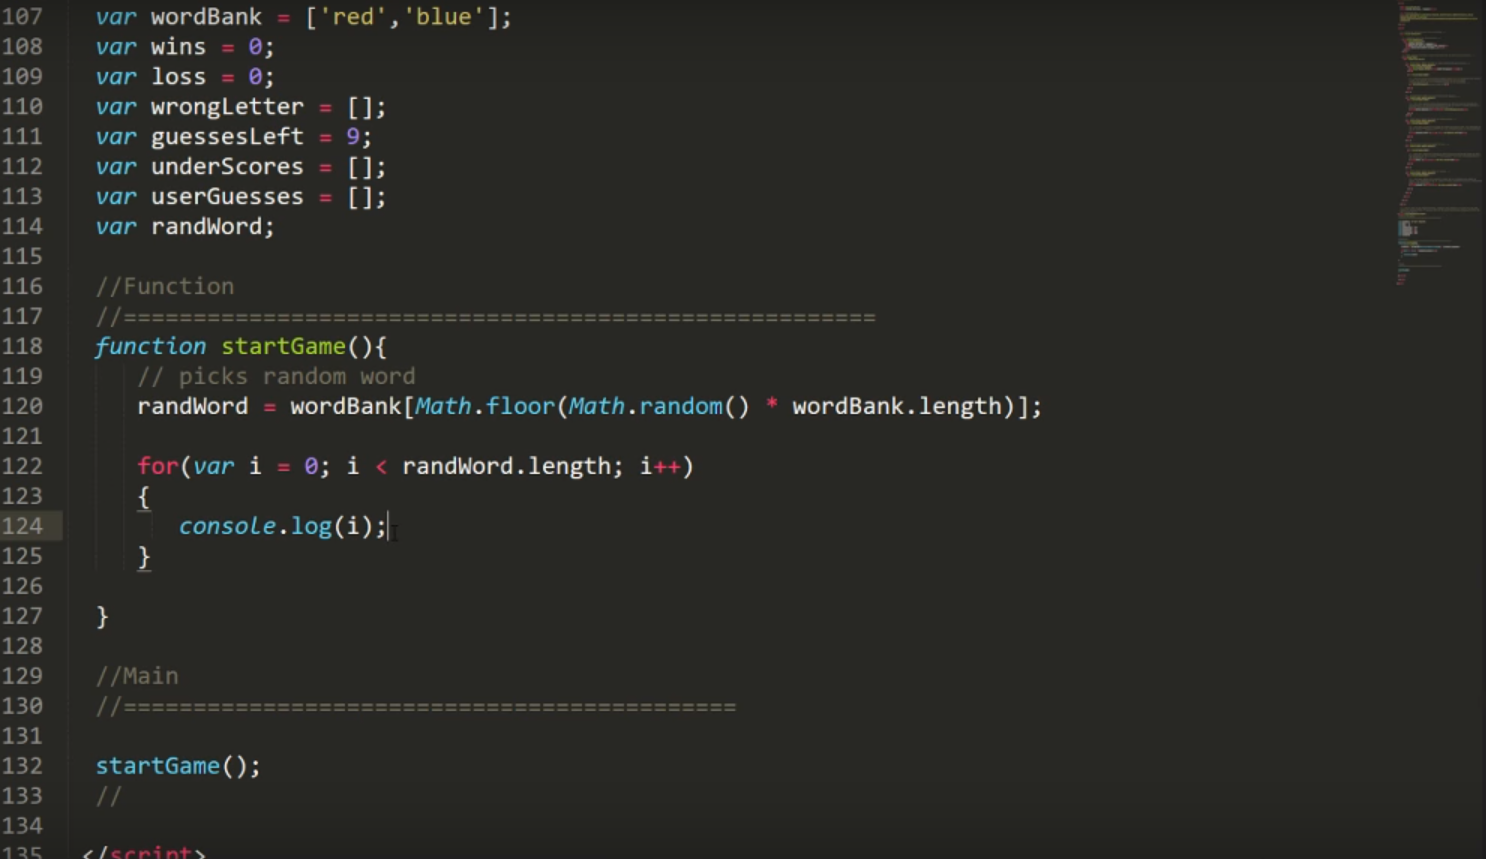 107 var wordBank = ['red','blue'];
108 var wins = 0;
109 var loss = 0;
110 var wrongLetter = [];
111 var guessesLeft = 9;
112 var underScores = [];
113 var userGuesses = [];
114 var randWord;
115
116 //Function
117 //======================================================
118 function startGame(){
119 // picks random word
120 randWord = wordBank[Math.floor(Math.random() * wordBank.length)];
121
122 for(var i = 0; i < randWord.length; i++)
123 {
124 console.log(i);
125 }
126
127 }
128
129 //Main
130 //============================================
131
132 startGame();
133 //
134
135 </script>